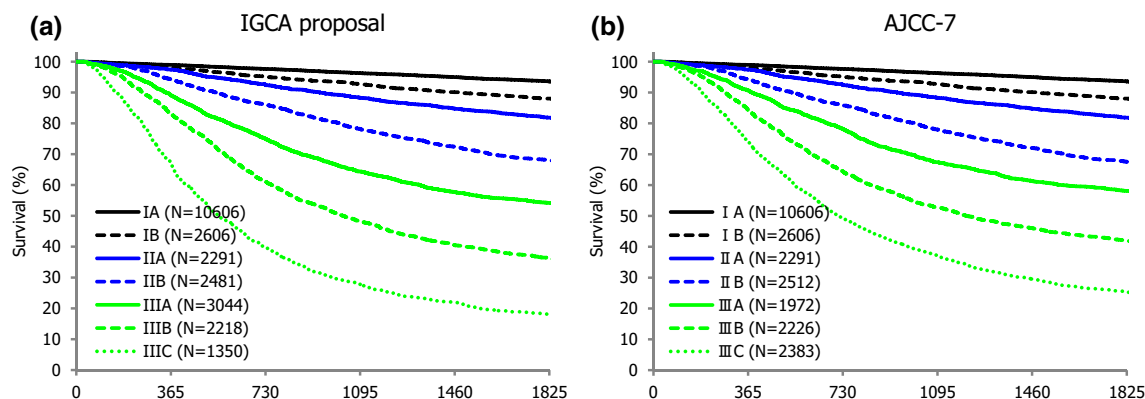 (a)
IGCA proposal
100
90
80
70
60
50
40
30
20
10
0
Survival (%)
IA (N=10606)
IB (N=2606)
IIA (N=2291)
IIB (N=2481)
IIIA (N=3044)
IIIB (N=2218)
IIIC (N=1350)
0 365 730 1095 1460 1825
(b)
AJCC-7
100
90
80
70
60
50
40
30
20
10
0
Survival (%)
I A (N=10606)
I B (N=2606)
II A (N=2291)
II B (N=2512)
III A (N=1972)
III B (N=2226)
III C (N=2383)
0 365 730 1095 1460 1825